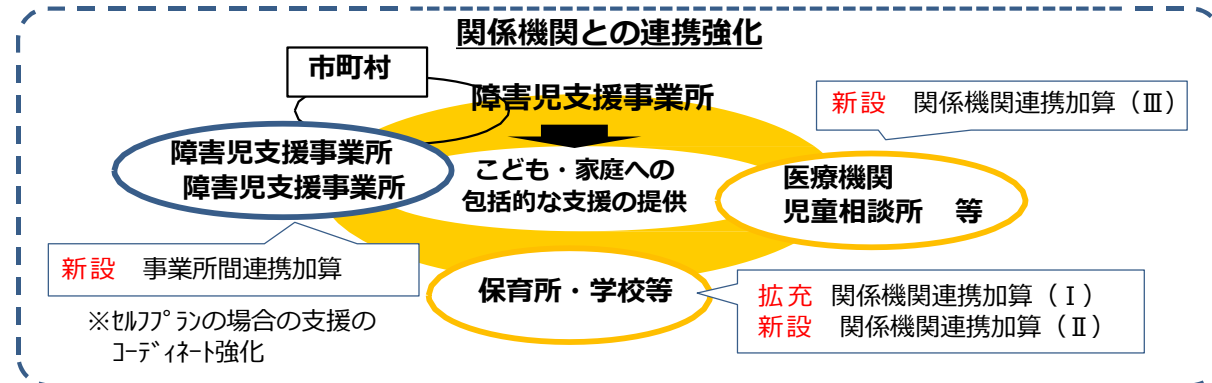 関係機関との連携強化
市町村
障害児支援事業所
新設 関係機関連携加算（Ⅲ）
障害児支援事業所
障害児支援事業所
こども・家庭への
包括的な支援の提供
医療機関
児童相談所 等
新設 事業所間連携加算
※ｾﾙﾌﾌﾟﾗﾝの場合の支援の
ｺｰﾃﾞｨﾈｰﾄ強化
保育所・学校等
拡充 関係機関連携加算（Ⅰ）
新設 関係機関連携加算（Ⅱ）